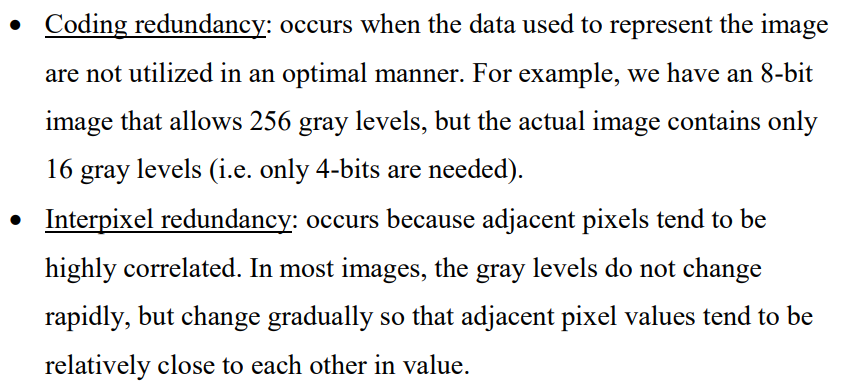 • Coding redundancy: occurs when the data used to represent the image
are not utilized in an optimal manner. For example, we have an 8-bit
image that allows 256 gray levels, but the actual image contains only
16 gray levels (i.e. only 4-bits are needed).
• Interpixel redundancy: occurs because adjacent pixels tend to be
highly correlated. In most images, the gray levels do not change
rapidly, but change gradually so that adjacent pixel values tend to be
relatively close to each other in value.